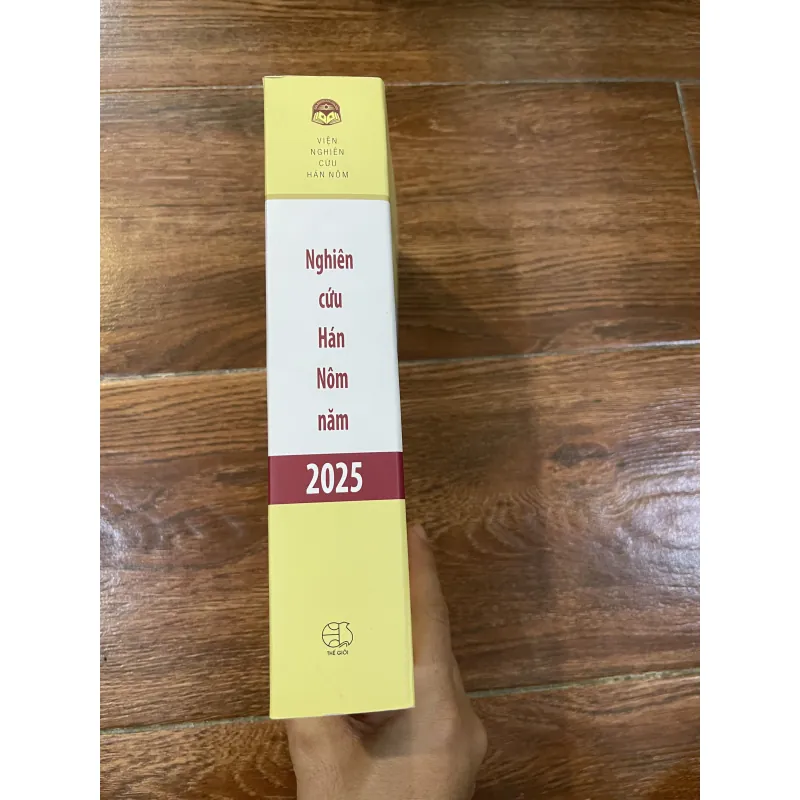 VIỆN
NGHIÊN
CỨU
HÁN NÔM
Nghiên
cứu
Hán
Nôm
năm
2025
THẾ GIỚI